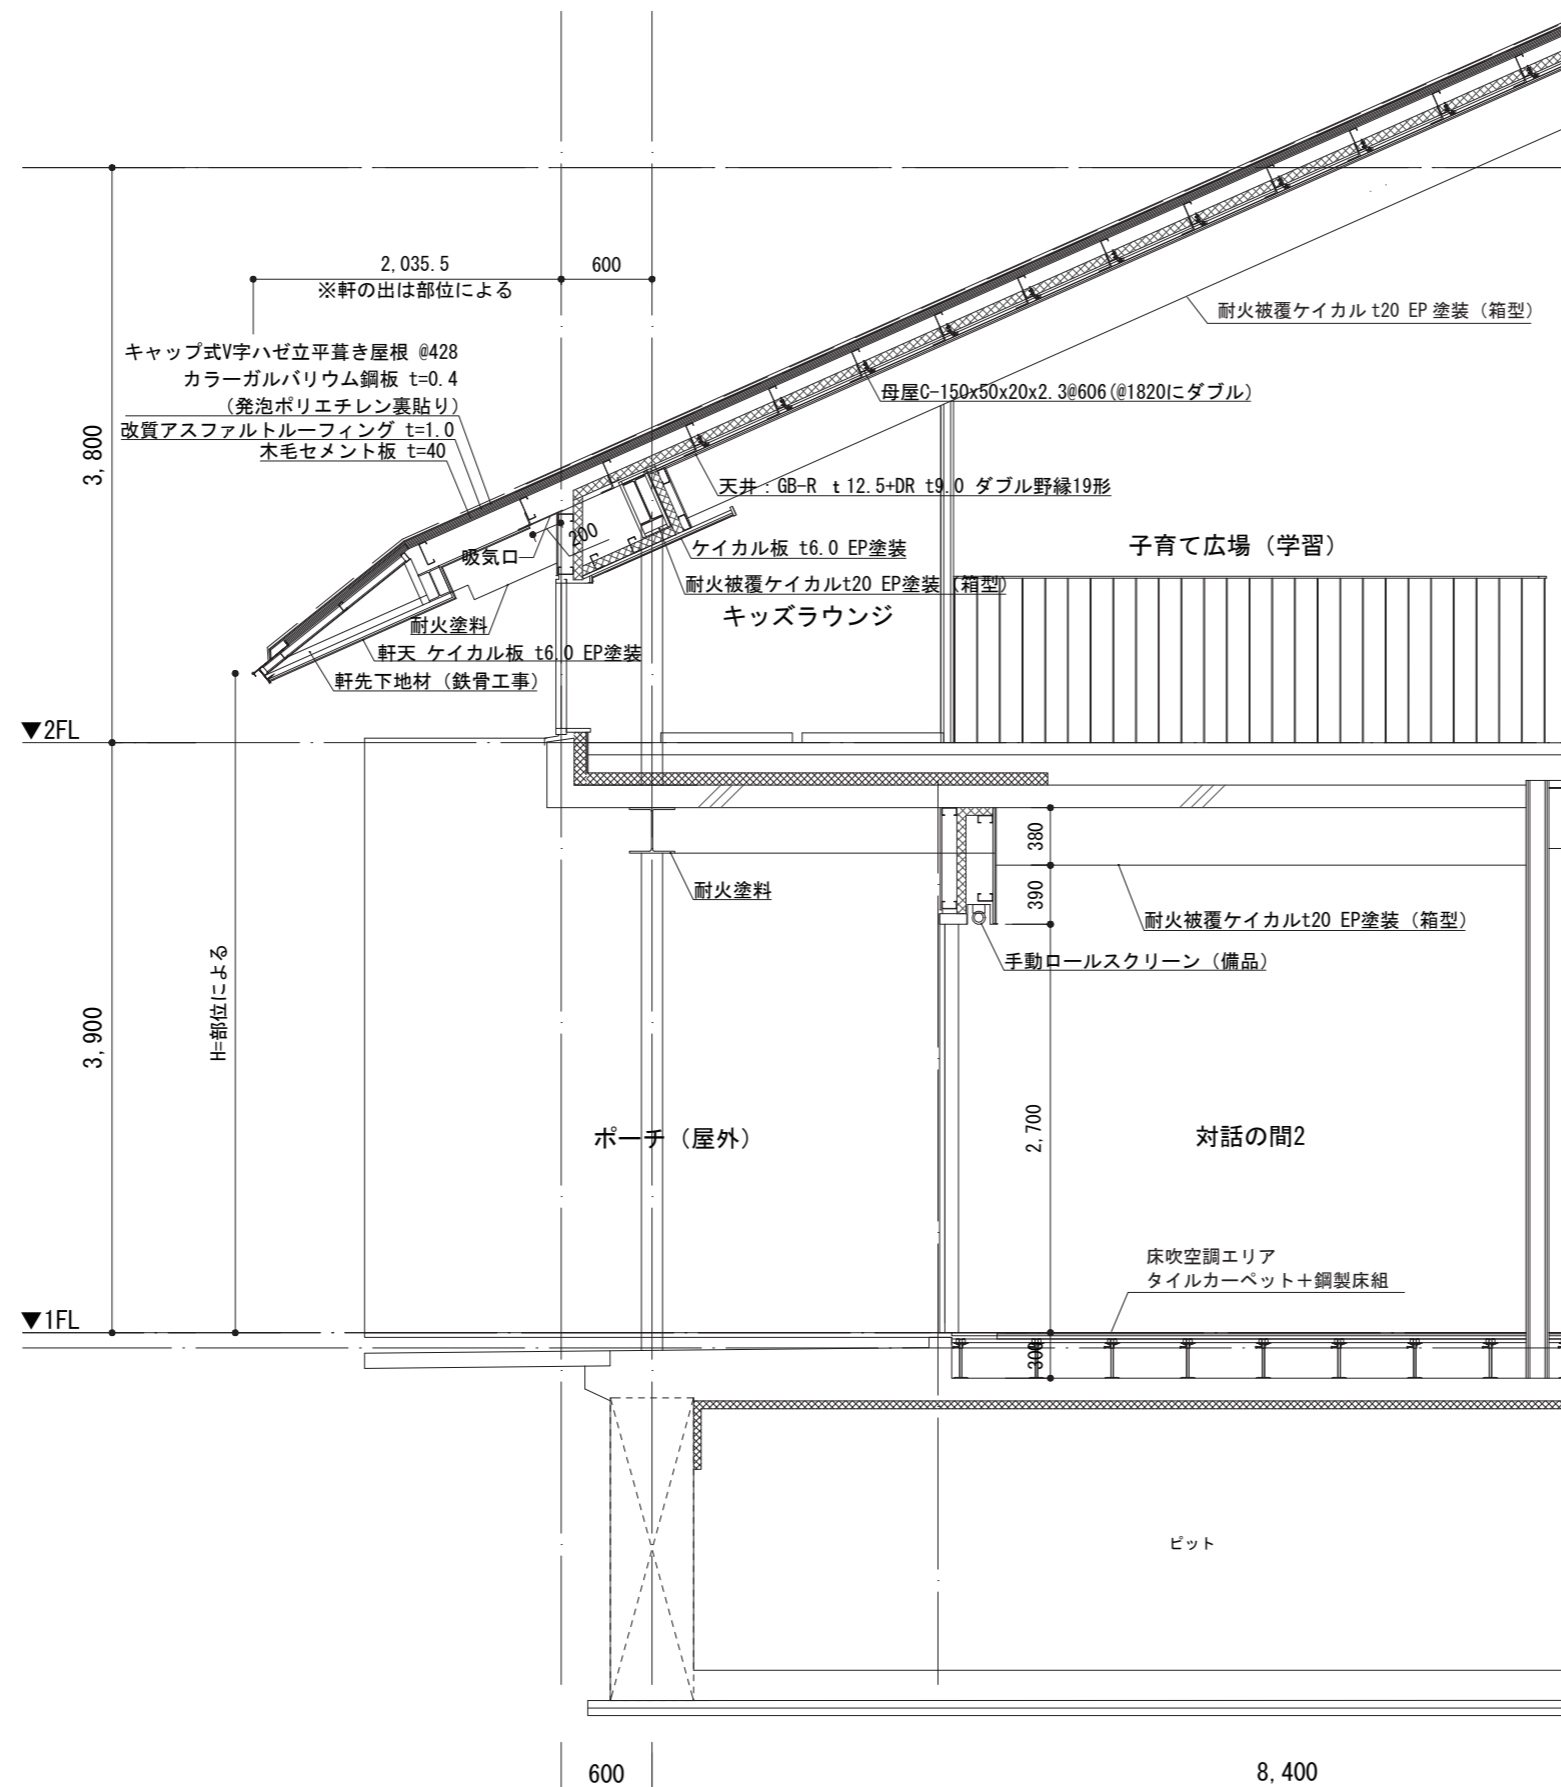 2,035.5
600
※軒の出は部位による
耐火被覆ケイカル t20 EP 塗装（箱型）
キャップ式V字ハゼ立平葺き屋根 @428
カラーガルバリウム鋼板 t=0.4
（発泡ポリエチレン裏貼り）
改質アスファルトルーフィング t=1.0
木毛セメント板 t=40
3,800
母屋C-150x50x20x2.3@606(@1820にダブル)
天井：GB-R t12.5+DR t9.0 ダブル野縁19形
200
吸気口
ケイカル板 t6.0 EP塗装
子育て広場（学習）
耐火被覆ケイカルt20 EP塗装（箱型）
キッズラウンジ
耐火塗料
軒天 ケイカル板 t6.0 EP塗装
軒先下地材（鉄骨工事）
▼2FL
380
耐火塗料
390
耐火被覆ケイカルt20 EP塗装（箱型）
手動ロールスクリーン（備品）
H=部位による
3,900
2,700
ポーチ（屋外）
対話の間2
床吹空調エリア
タイルカーペット＋鋼製床組
▼1FL
300
ピット
600
8,400